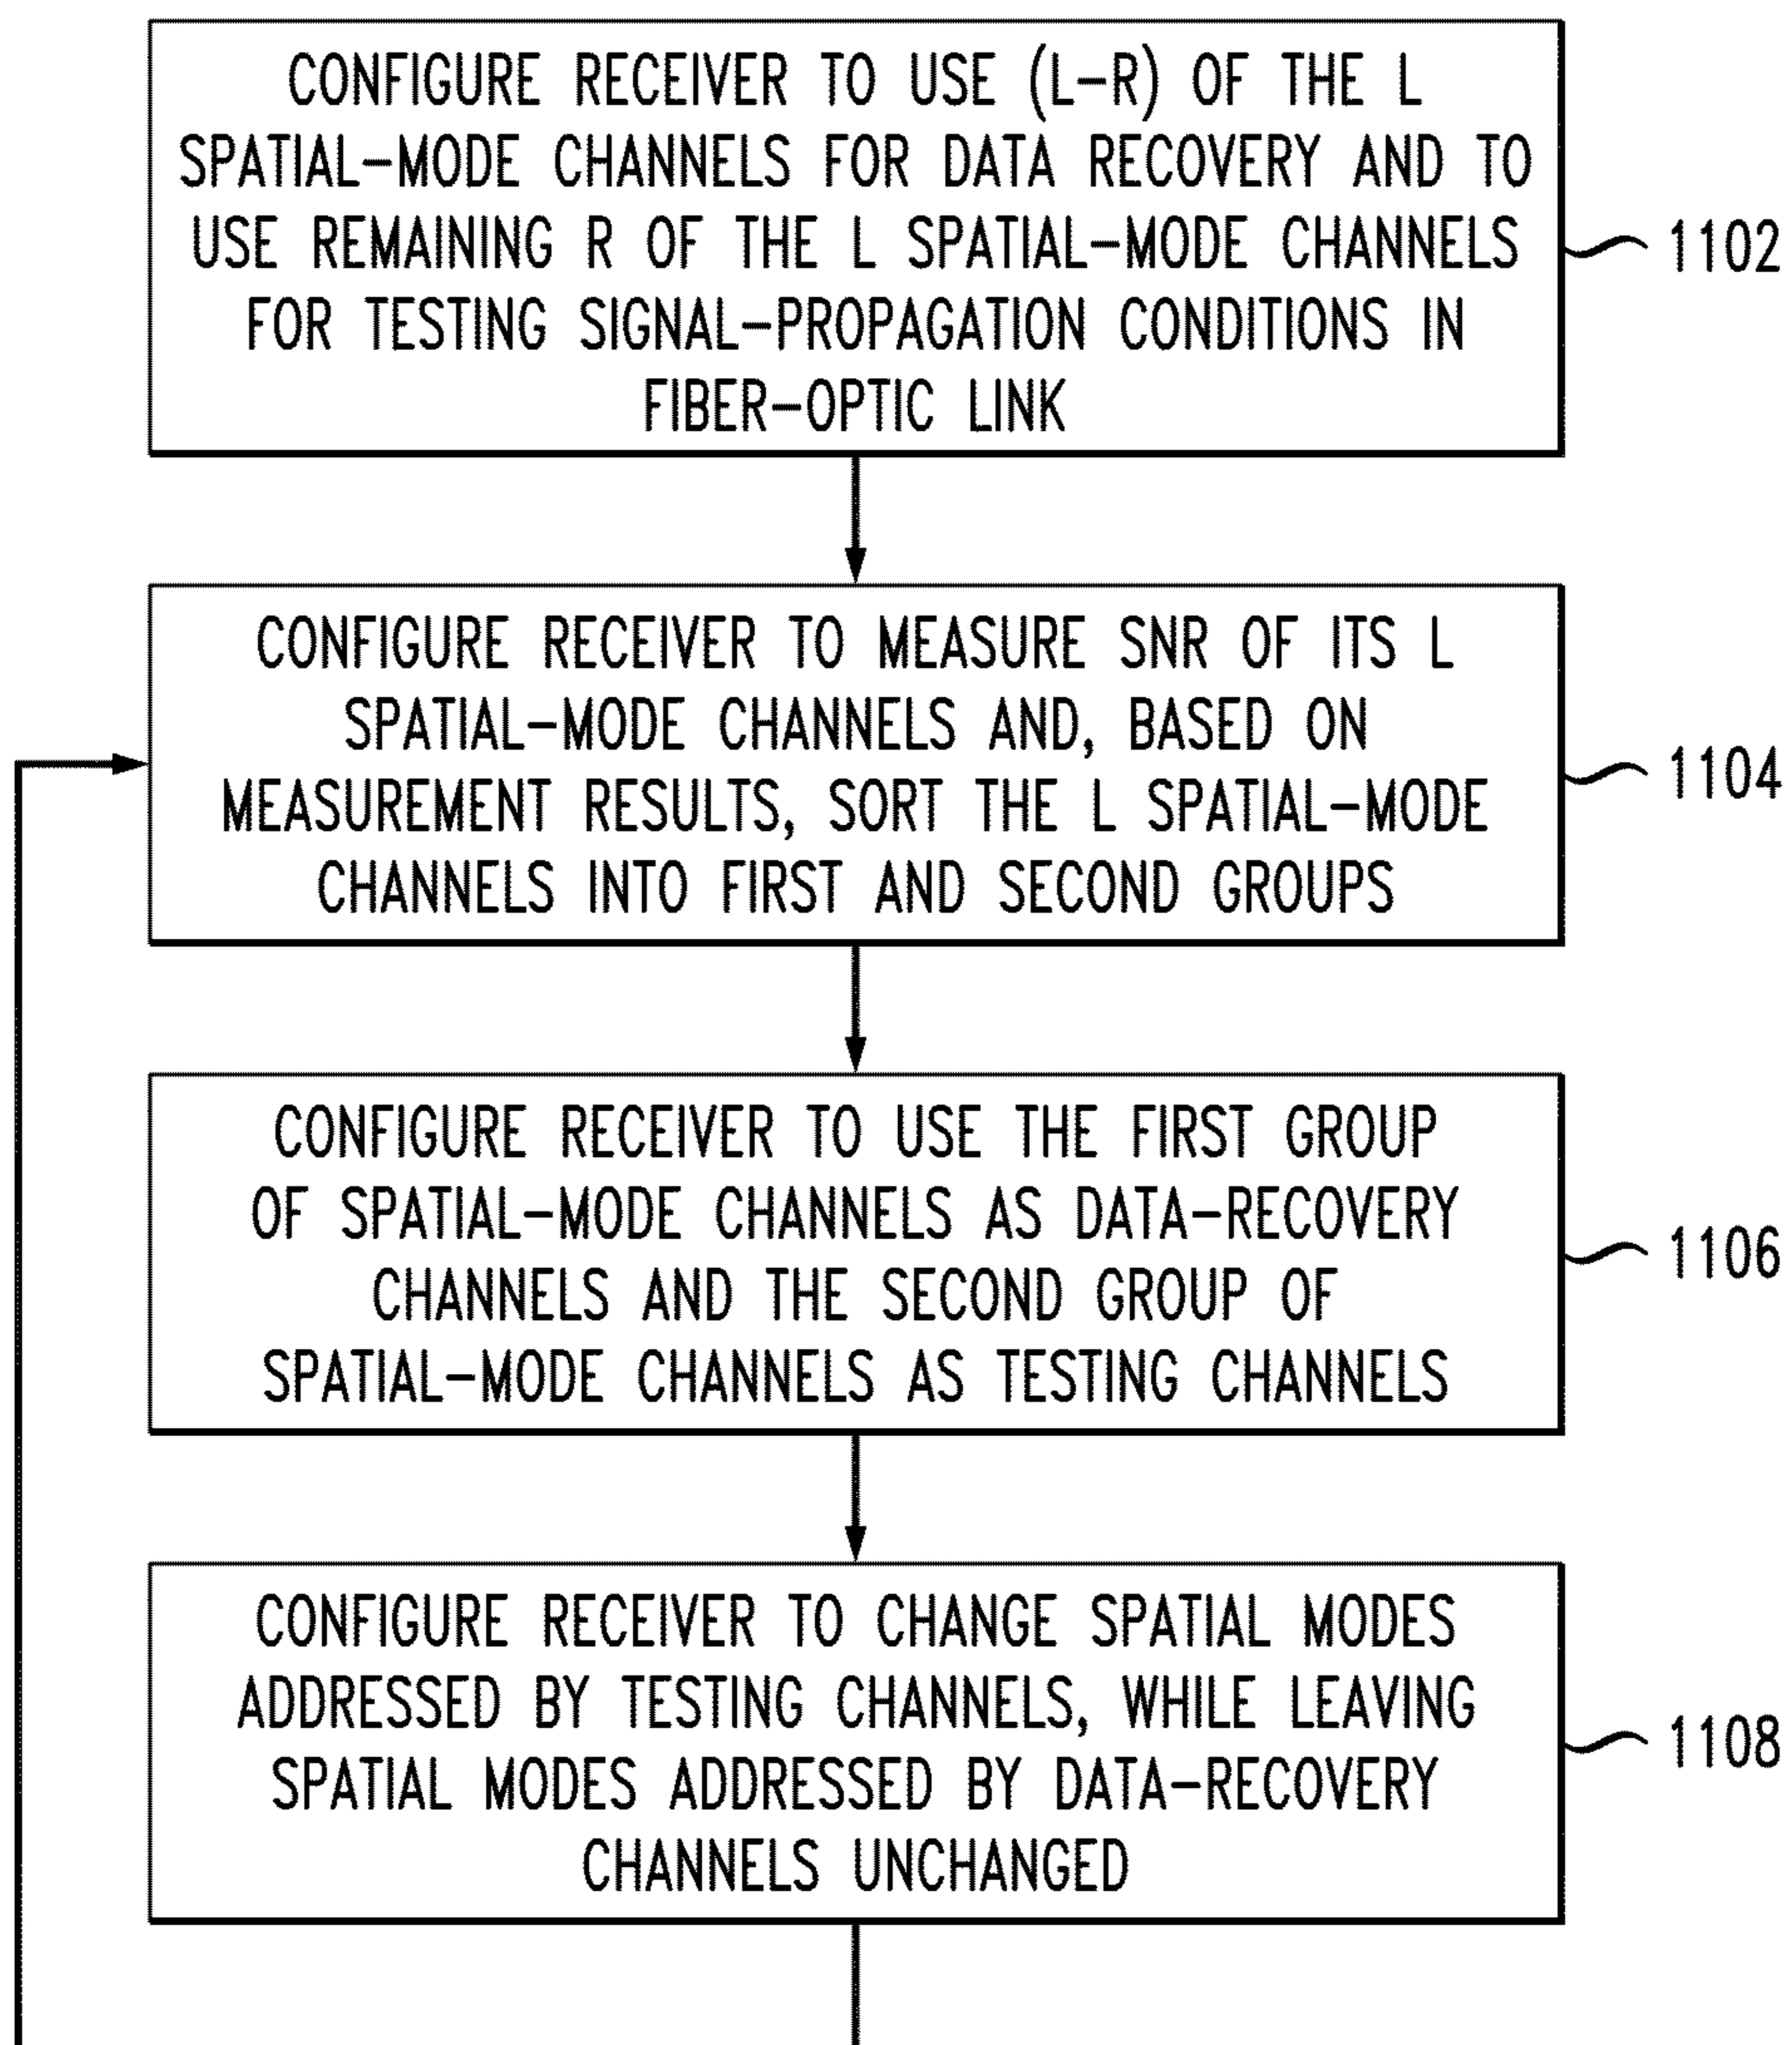 CONFIGURE RECEIVER TO USE (L-R) OF THE L
SPATIAL-MODE CHANNELS FOR DATA RECOVERY AND TO
USE REMAINING R OF THE L SPATIAL-MODE CHANNELS
FOR TESTING SIGNAL-PROPAGATION CONDITIONS IN
FIBER-OPTIC LINK
1102
CONFIGURE RECEIVER TO MEASURE SNR OF ITS L
SPATIAL-MODE CHANNELS AND, BASED ON
MEASUREMENT RESULTS, SORT THE L SPATIAL-MODE
CHANNELS INTO FIRST AND SECOND GROUPS
1104
CONFIGURE RECEIVER TO USE THE FIRST GROUP
OF SPATIAL-MODE CHANNELS AS DATA-RECOVERY
CHANNELS AND THE SECOND GROUP OF
SPATIAL-MODE CHANNELS AS TESTING CHANNELS
1106
CONFIGURE RECEIVER TO CHANGE SPATIAL MODES
ADDRESSED BY TESTING CHANNELS, WHILE LEAVING
SPATIAL MODES ADDRESSED BY DATA-RECOVERY
CHANNELS UNCHANGED
1108